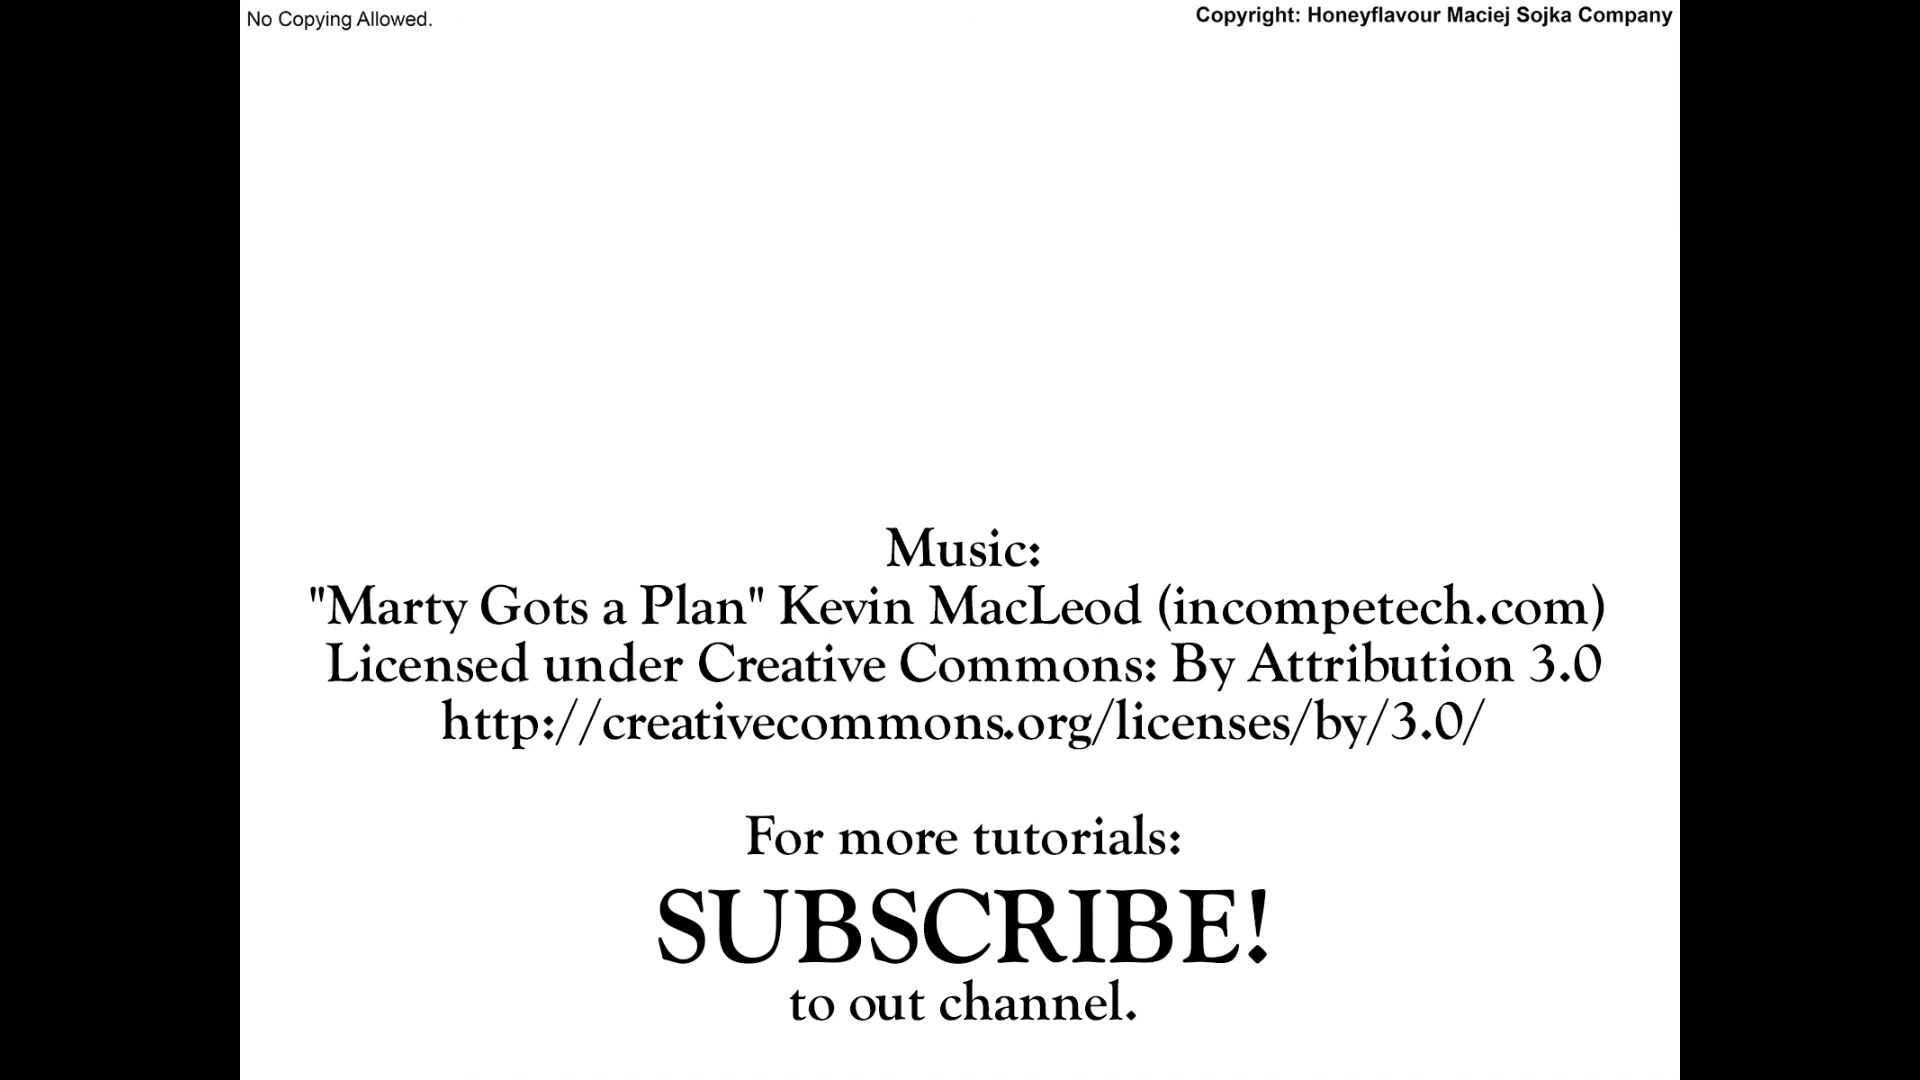 No Copying Allowed.
Copyright: Honeyflavour Maciej Sojka Company
Music:
"Marty Gots a Plan" Kevin MacLeod (incompetech.com)
Licensed under Creative Commons: By Attribution 3.0
http://creativecommons.org/licenses/by/3.0/
For more tutorials:
SUBSCRIBE!
to out channel.